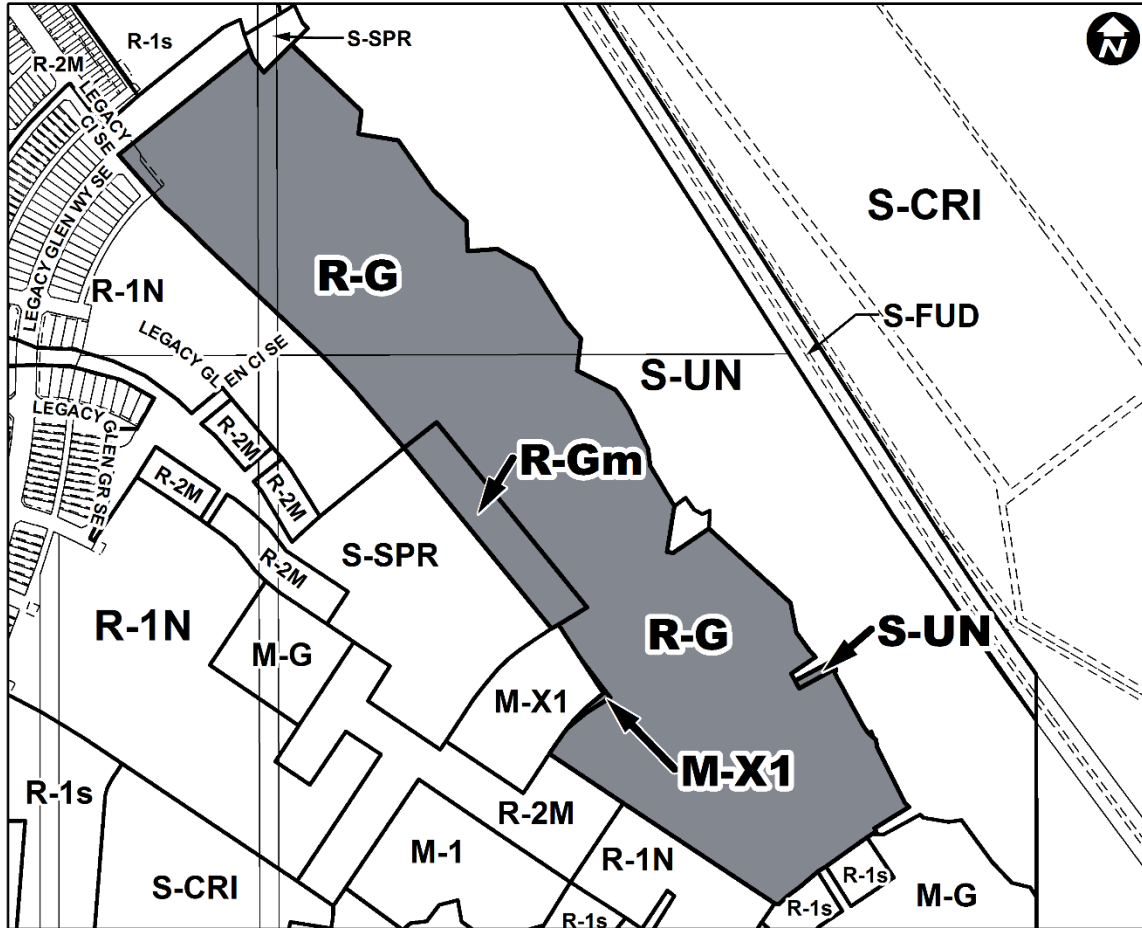 N
R-1s
S-SPR
R-2M
LEGACY
CI SE
LEGACY GLEN WY SE
S-CRI
R-G
R-1N
S-FUD
LEGACY GLEN CI SE
S-UN
LEGACY GLEN GR SE
R-2M
R-Gm
R-2M
R-2M
S-SPR
R-2M
R-1N
R-G
S-UN
M-G
M-X1
M-X1
R-1s
R-2M
M-1
R-1N
S-CRI
R-1s
M-G
R-1s
R-1s